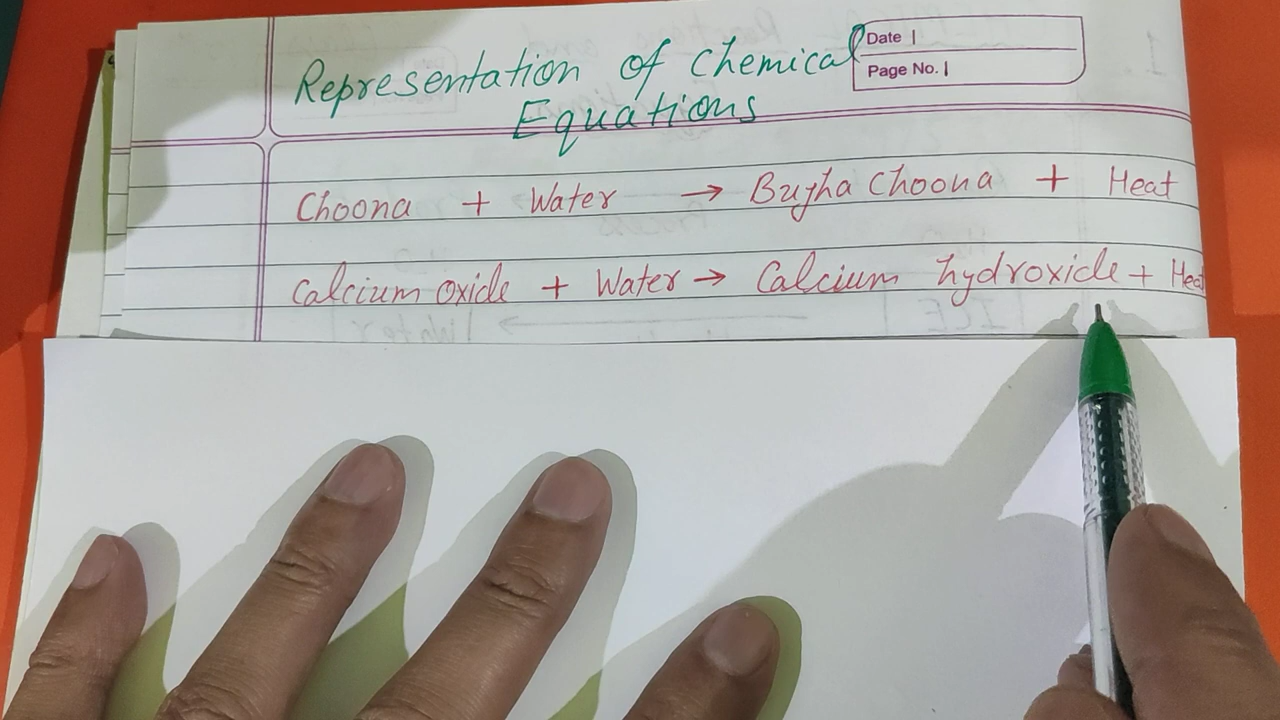 Representation of Chemical
Equations
Date
Page No.
Choona + Water → Bujha Choona + Heat
Calcium oxide + Water → Calcium hydroxide + Heat